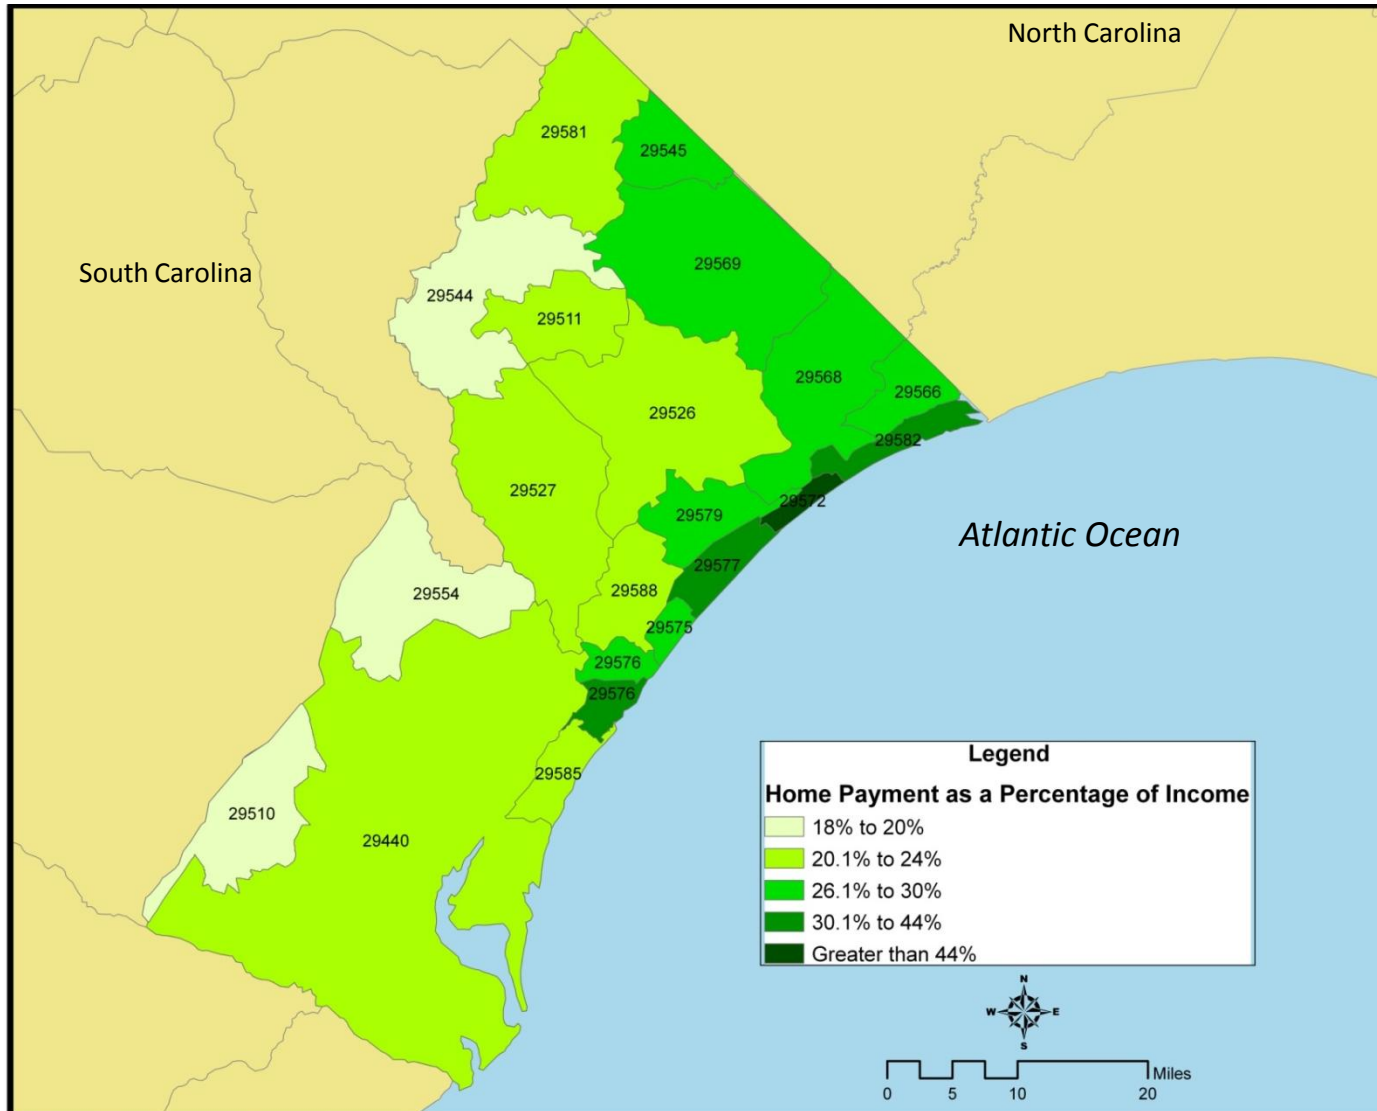 North Carolina
29581
29545
South Carolina
29569
29544
29511
29568
29566
29526
29582
29527
29572
29579
Atlantic Ocean
29577
29554
29588
29575
29576
29576
29585
29510
29440
Legend
Home Payment as a Percentage of Income
18% to 20%
20.1% to 24%
26.1% to 30%
30.1% to 44%
Greater than 44%
N
W E
S
Miles
0 5 10 20